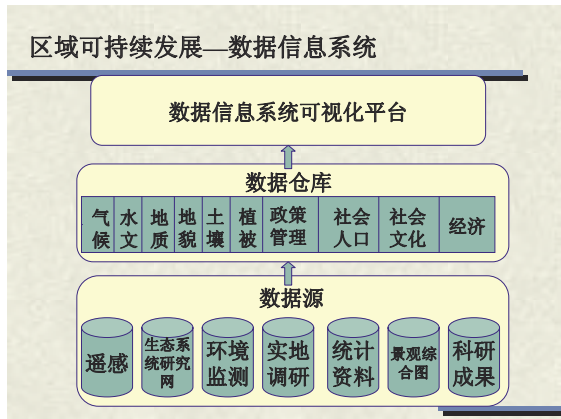 区域可持续发展—数据信息系统
数据信息系统可视化平台
数据仓库
气候
水文
地质
地貌
土壤
植被
政策
管理
社会
人口
社会
文化
经济
数据源
遥感
生态系
统研究
网
环境
监测
实地
调研
统计
资料
景观综
合图
科研
成果